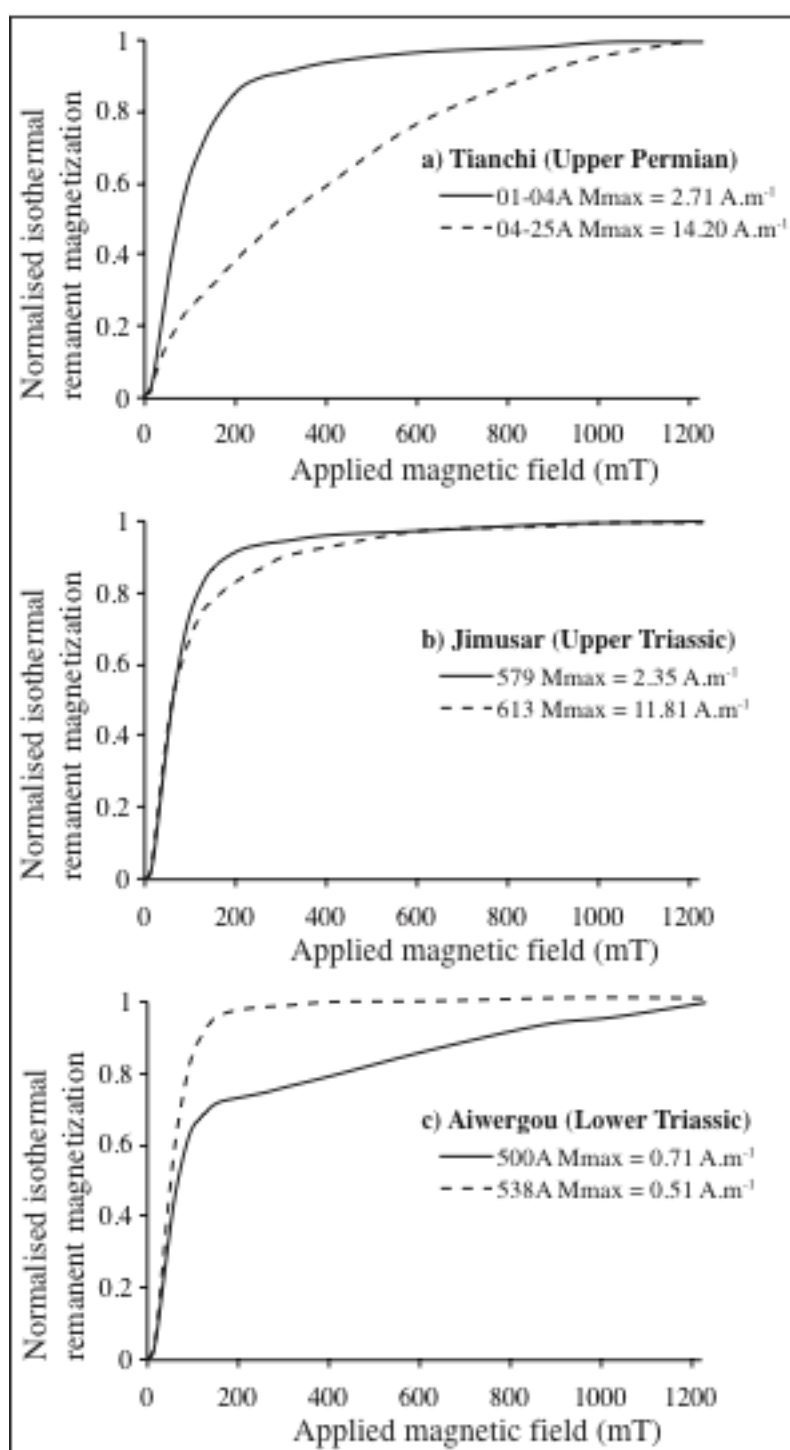 Normalised isothermal
remanent magnetization
1
0.8
0.6
0.4
0.2
0
a) Tianchi (Upper Permian)
01-04A Mmax = 2.71 A.m⁻¹
04-25A Mmax = 14.20 A.m⁻¹
0 200 400 600 800 1000 1200
Applied magnetic field (mT)
Normalised isothermal
remanent magnetization
1
0.8
0.6
0.4
0.2
0
b) Jimusar (Upper Triassic)
579 Mmax = 2.35 A.m⁻¹
613 Mmax = 11.81 A.m⁻¹
0 200 400 600 800 1000 1200
Applied magnetic field (mT)
Normalised isothermal
remanent magnetization
1
0.8
0.6
0.4
0.2
0
c) Aiwergou (Lower Triassic)
500A Mmax = 0.71 A.m⁻¹
538A Mmax = 0.51 A.m⁻¹
0 200 400 600 800 1000 1200
Applied magnetic field (mT)